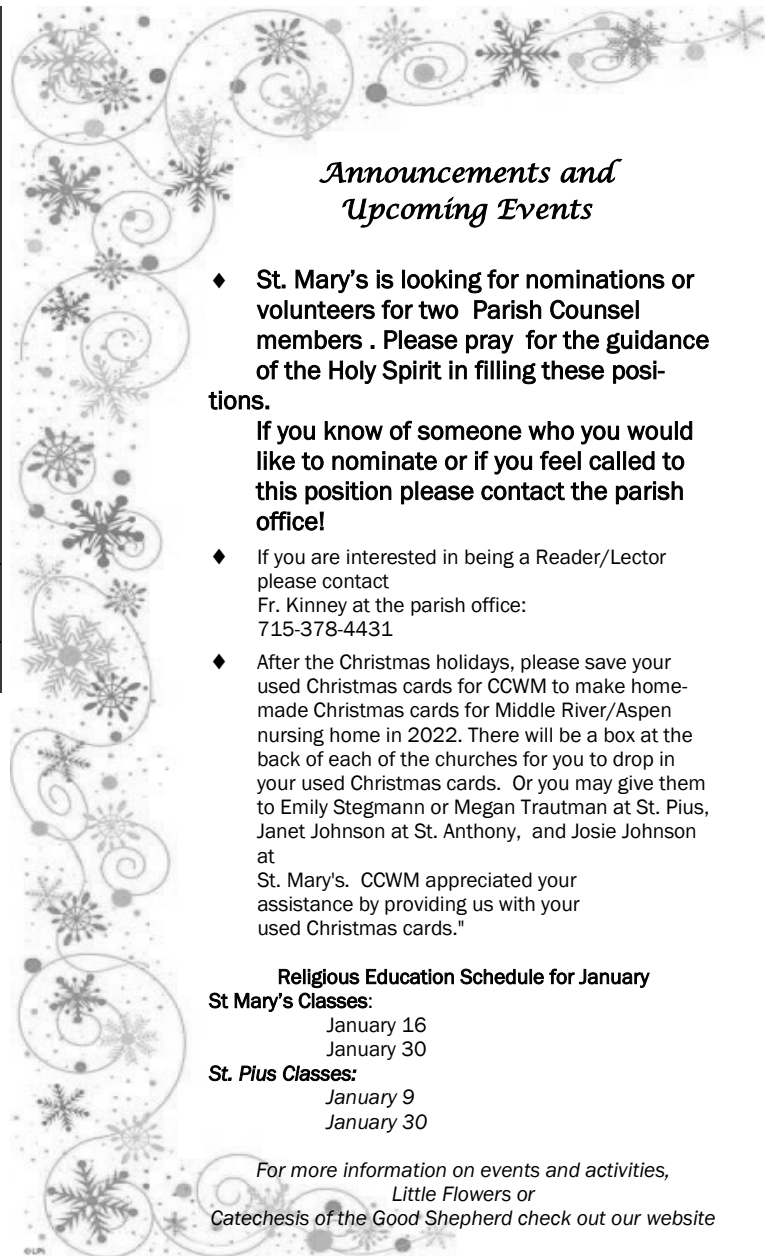 Announcements and
Upcoming Events
♦ St. Mary’s is looking for nominations or
volunteers for two Parish Counsel
members . Please pray for the guidance
of the Holy Spirit in filling these posi-
tions.
If you know of someone who you would
like to nominate or if you feel called to
this position please contact the parish
office!
♦ If you are interested in being a Reader/Lector
please contact
Fr. Kinney at the parish office:
715-378-4431
♦ After the Christmas holidays, please save your
used Christmas cards for CCWM to make home-
made Christmas cards for Middle River/Aspen
nursing home in 2022. There will be a box at the
back of each of the churches for you to drop in
your used Christmas cards. Or you may give them
to Emily Stegmann or Megan Trautman at St. Pius,
Janet Johnson at St. Anthony, and Josie Johnson
at
St. Mary's. CCWM appreciated your
assistance by providing us with your
used Christmas cards."
Religious Education Schedule for January
St Mary’s Classes:
January 16
January 30
St. Pius Classes:
January 9
January 30
For more information on events and activities,
Little Flowers or
Catechesis of the Good Shepherd check out our website
©LPi